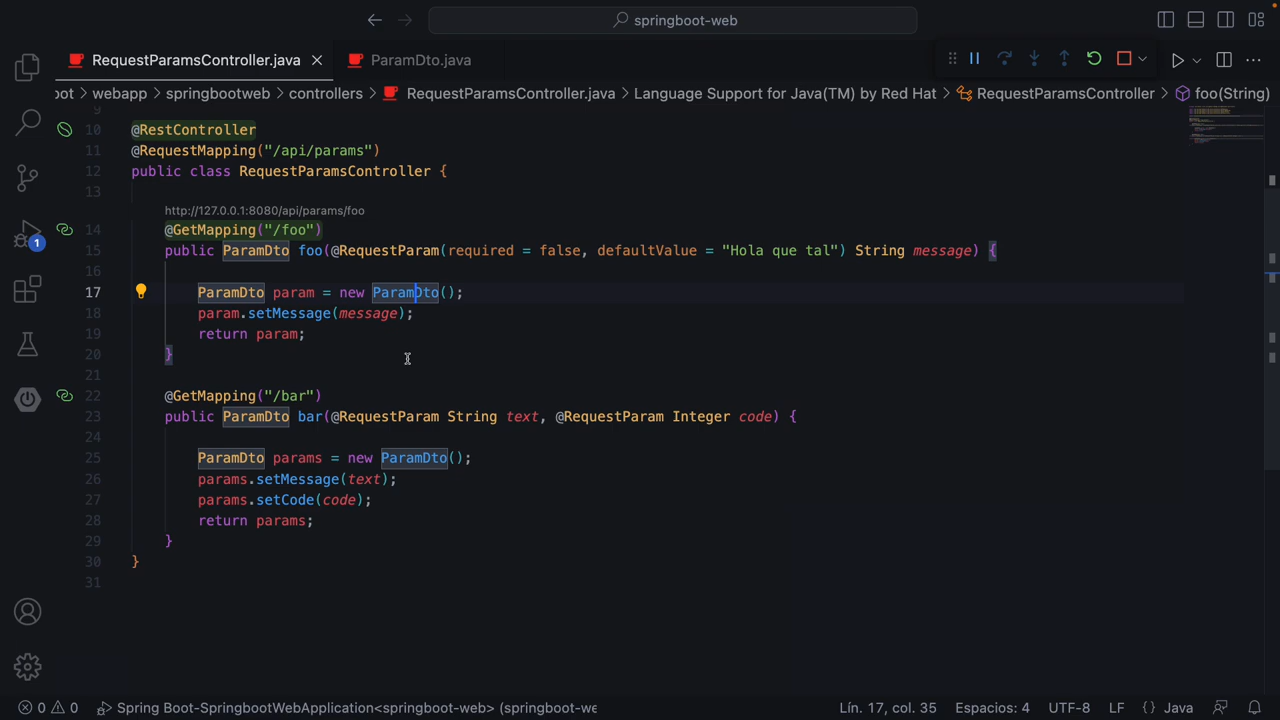 springboot-web
RequestParamsController.java
ParamDto.java
oot > webapp > springbootweb > controllers > RequestParamsController.java > Language Support for Java(TM) by Red Hat > RequestParamsController > foo(String)
9
10 @RestController
11 @RequestMapping("/api/params")
12 public class RequestParamsController {
13
http://127.0.0.1:8080/api/params/foo
14 @GetMapping("/foo")
15 public ParamDto foo(@RequestParam(required = false, defaultValue = "Hola que tal") String message) {
16
17 ParamDto param = new ParamDto();
18 param.setMessage(message);
19 return param;
20 }
21
22 @GetMapping("/bar")
23 public ParamDto bar(@RequestParam String text, @RequestParam Integer code) {
24
25 ParamDto params = new ParamDto();
26 params.setMessage(text);
27 params.setCode(code);
28 return params;
29 }
30 }
31
1
0 0 Spring Boot-SpringbootWebApplication<springboot-web> (springboot-we Lín. 17, col. 35 Espacios: 4 UTF-8 LF {} Java